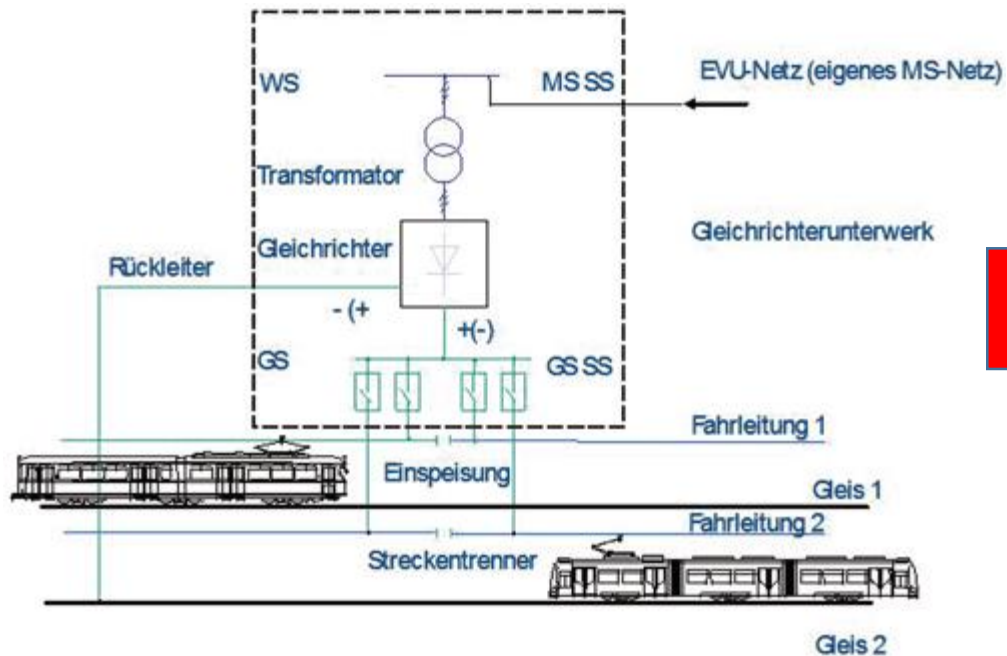 EVU-Netz (eigenes MS-Netz)
WS
MS SS
Transformator
Gleichrichter
Gleichrichterunterwerk
Rückleiter
- (+
+(-)
GS
GS SS
Fahrleitung 1
Einspeisung
Gleis 1
Fahrleitung 2
Streckentrenner
Gleis 2